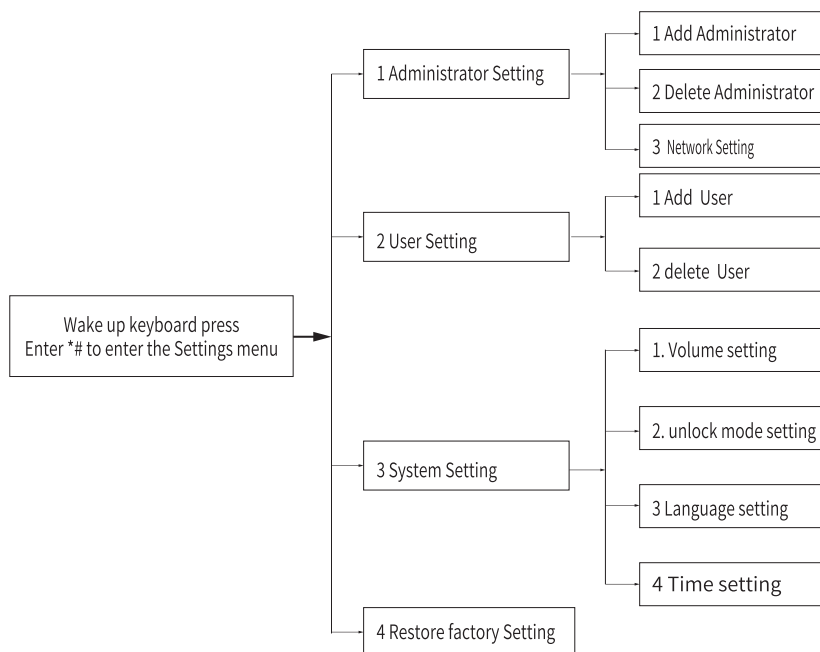 Wake up keyboard press
Enter *# to enter the Settings menu
1 Administrator Setting
1 Add Administrator
2 Delete Administrator
3 Network Setting
2 User Setting
1 Add User
2 delete User
3 System Setting
1. Volume setting
2. unlock mode setting
3 Language setting
4 Time setting
4 Restore factory Setting